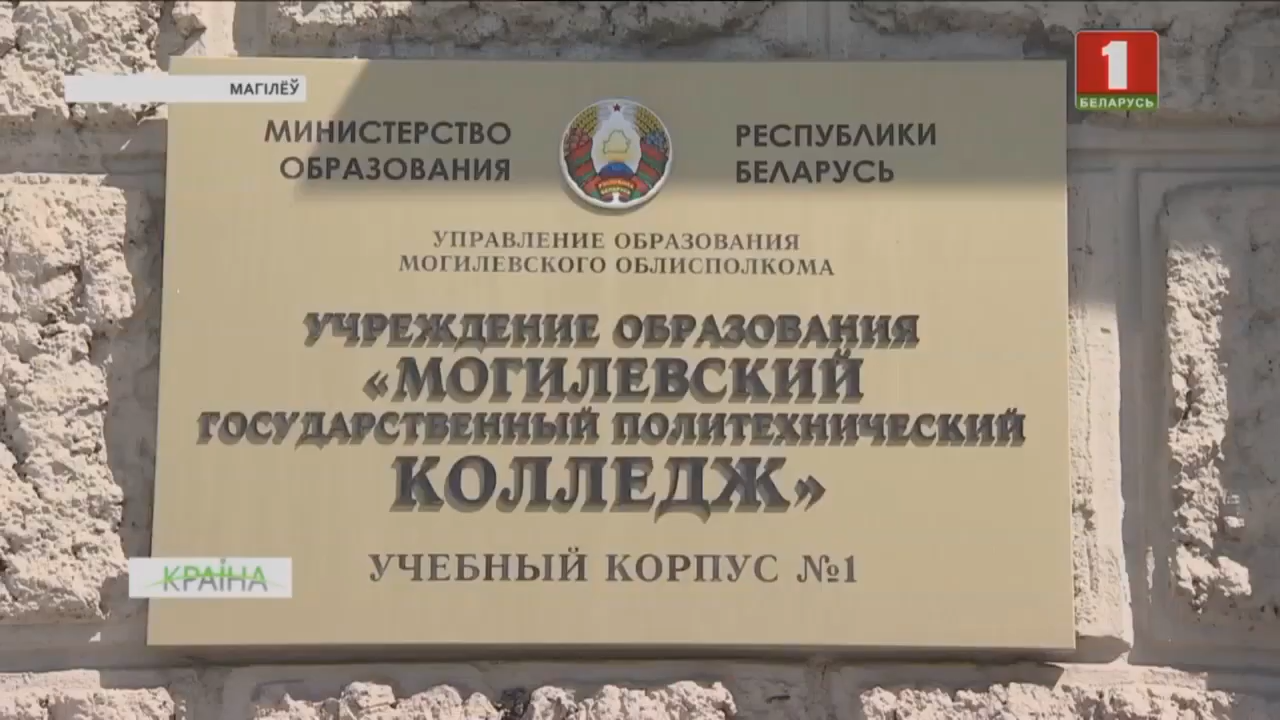 МАГІЛЁЎ
1
БЕЛАРУСЬ
МИНИСТЕРСТВО
ОБРАЗОВАНИЯ
РЕСПУБЛИКИ
БЕЛАРУСЬ
УПРАВЛЕНИЕ ОБРАЗОВАНИЯ
МОГИЛЕВСКОГО ОБЛИСПОЛКОМА
УЧРЕЖДЕНИЕ ОБРАЗОВАНИЯ
«МОГИЛЕВСКИЙ
ГОСУДАРСТВЕННЫЙ ПОЛИТЕХНИЧЕСКИЙ
КОЛЛЕДЖ»
УЧЕБНЫЙ КОРПУС №1
КРАІНА